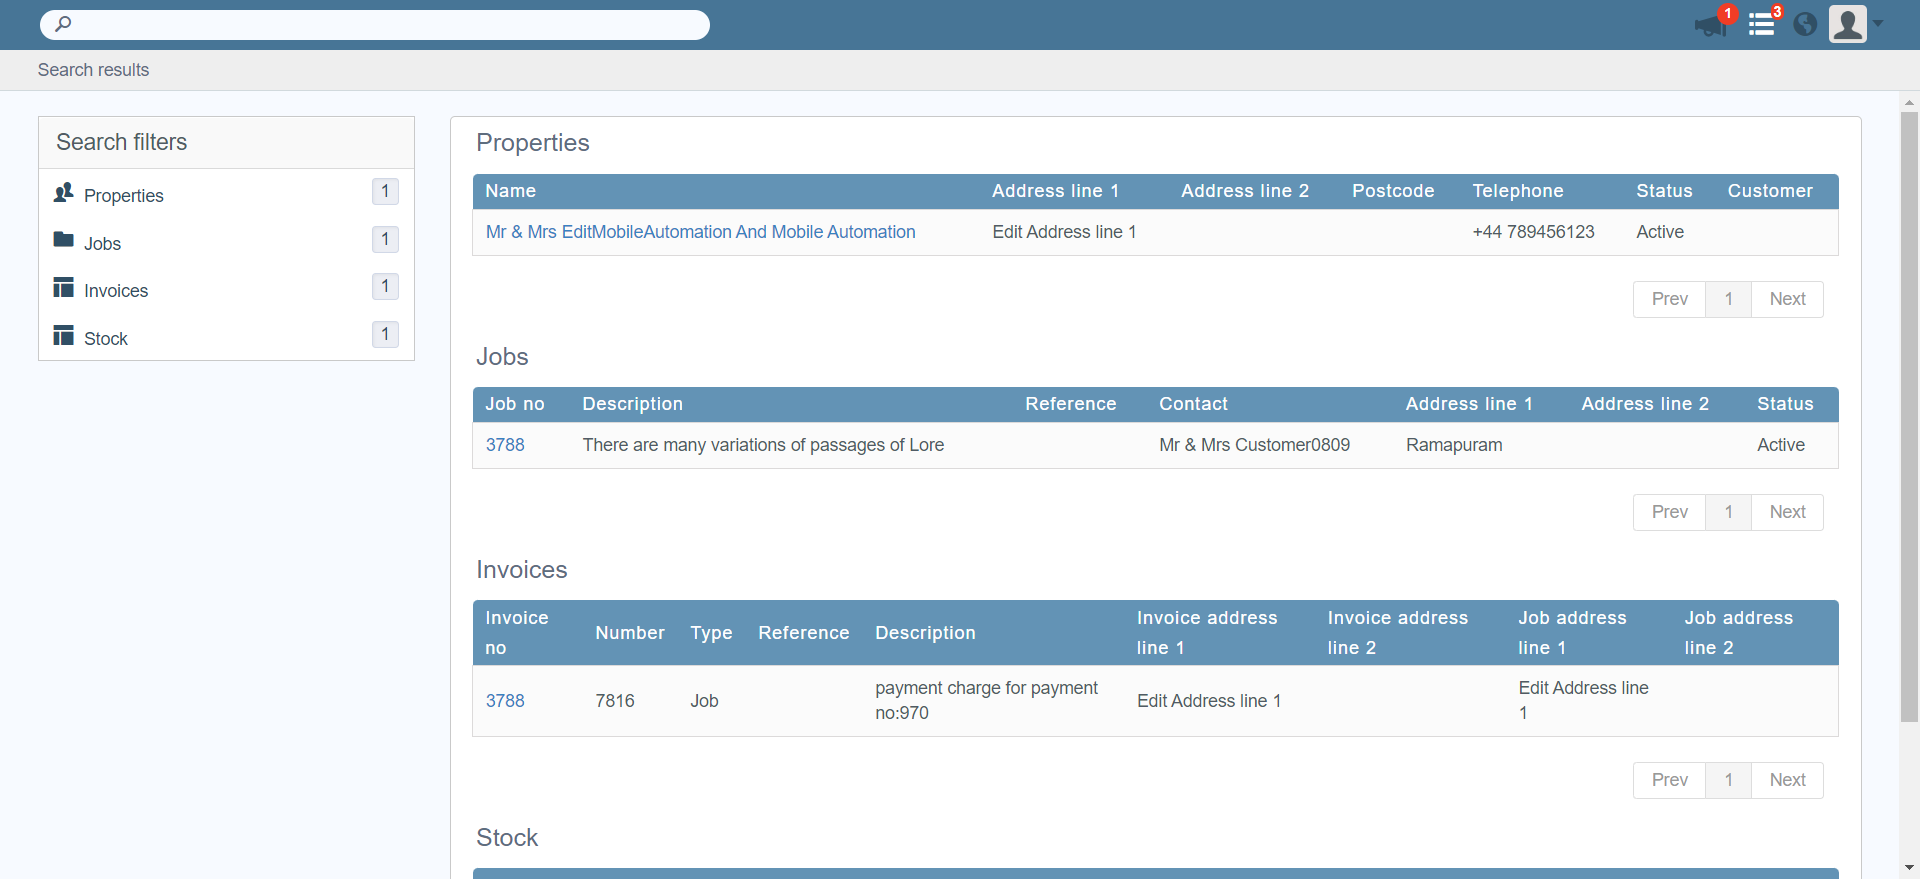 1
3
Search results
Search filters
Properties 1
Jobs 1
Invoices 1
Stock 1
Properties
Name Address line 1 Address line 2 Postcode Telephone Status Customer
Mr & Mrs EditMobileAutomation And Mobile Automation Edit Address line 1 +44 789456123 Active
Prev 1 Next
Jobs
Job no Description Reference Contact Address line 1 Address line 2 Status
3788 There are many variations of passages of Lore Mr & Mrs Customer0809 Ramapuram Active
Prev 1 Next
Invoices
Invoice no Number Type Reference Description Invoice address line 1 Invoice address line 2 Job address line 1 Job address line 2
3788 7816 Job payment charge for payment no:970 Edit Address line 1 Edit Address line 1
Prev 1 Next
Stock